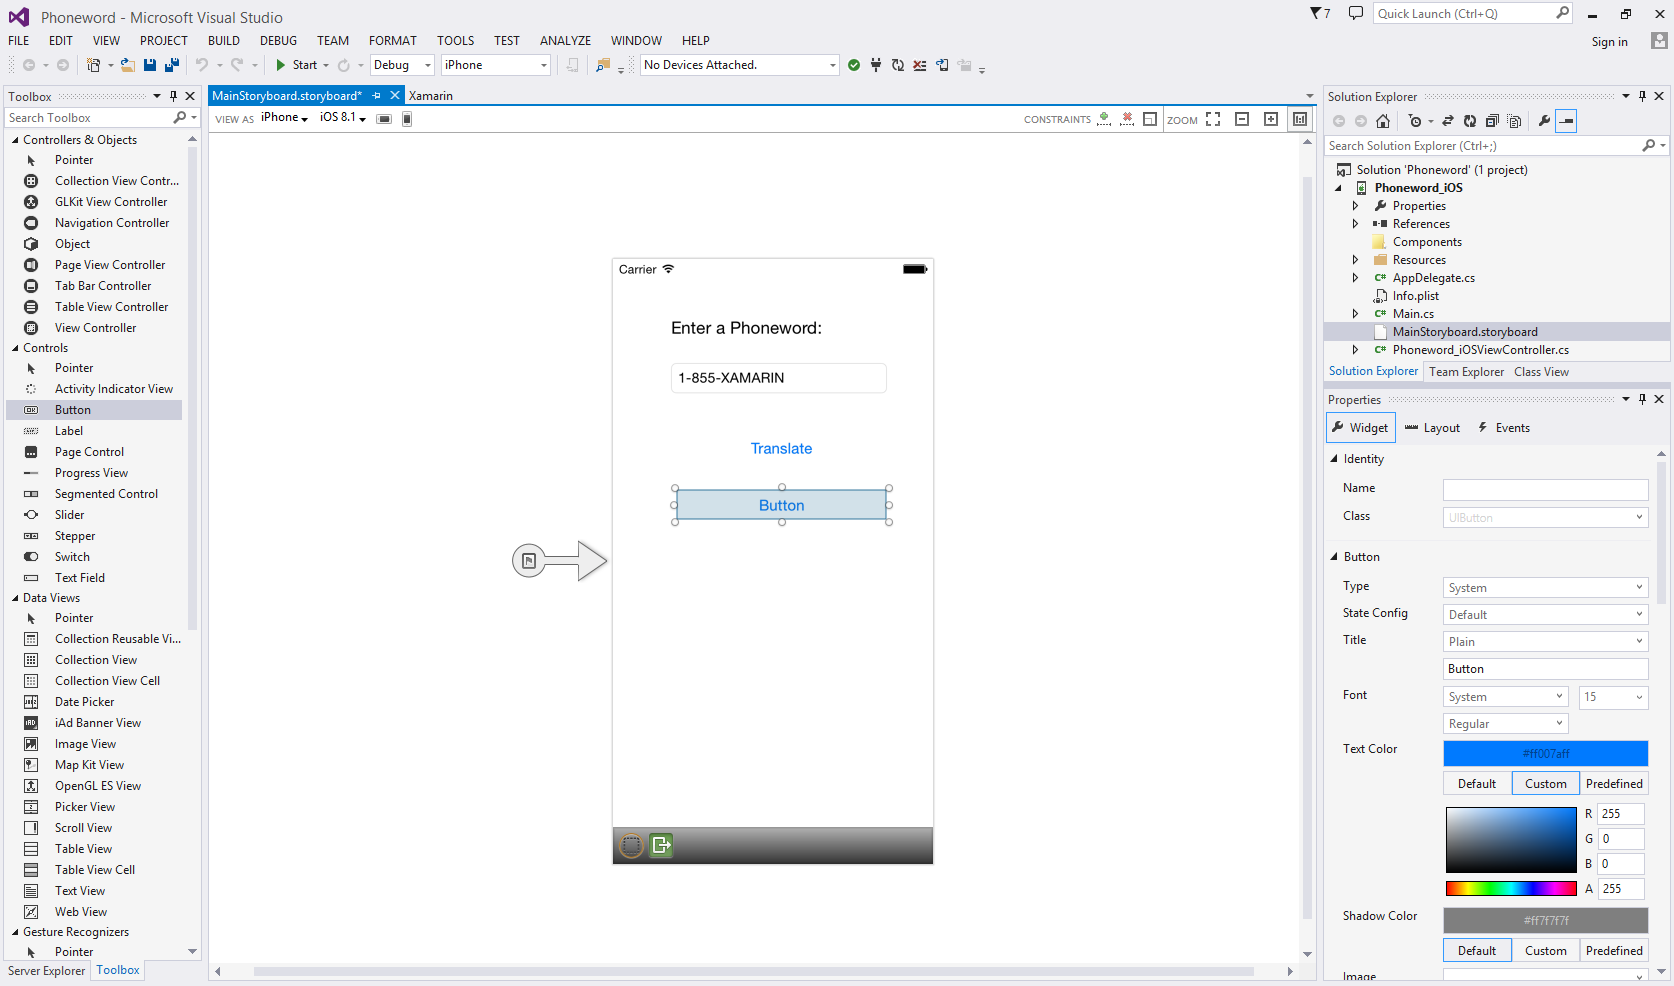 Phoneword - Microsoft Visual Studio
7
Quick Launch (Ctrl+Q)
FILE EDIT VIEW PROJECT BUILD DEBUG TEAM FORMAT TOOLS TEST ANALYZE WINDOW HELP
Sign in
Start Debug iPhone No Devices Attached.
Toolbox
Search Toolbox
Controllers & Objects
Pointer
Collection View Contr...
GLKit View Controller
Navigation Controller
Object
Page View Controller
Tab Bar Controller
Table View Controller
View Controller
Controls
Pointer
Activity Indicator View
Button
Label
Page Control
Progress View
Segmented Control
Slider
Stepper
Switch
Text Field
Data Views
Pointer
Collection Reusable Vi...
Collection View
Collection View Cell
Date Picker
iAd Banner View
Image View
Map Kit View
OpenGL ES View
Picker View
Scroll View
Table View
Table View Cell
Text View
Web View
Gesture Recognizers
Pointer
Server Explorer Toolbox
MainStoryboard.storyboard* Xamarin
VIEW AS iPhone iOS 8.1 CONSTRAINTS ZOOM
Carrier
Enter a Phoneword:
1-855-XAMARIN
Translate
Button
Solution Explorer
Search Solution Explorer (Ctrl+;)
Solution 'Phoneword' (1 project)
Phoneword_iOS
Properties
References
Components
Resources
AppDelegate.cs
Info.plist
Main.cs
MainStoryboard.storyboard
Phoneword_iOSViewController.cs
Solution Explorer Team Explorer Class View
Properties
Widget Layout Events
Identity
Name
Class UIButton
Button
Type System
State Config Default
Title Plain
Button
Font System 15
Regular
Text Color #ff007aff
Default Custom Predefined
R 255
G 0
B 0
A 255
Shadow Color #ff7f7f7f
Default Custom Predefined
Image